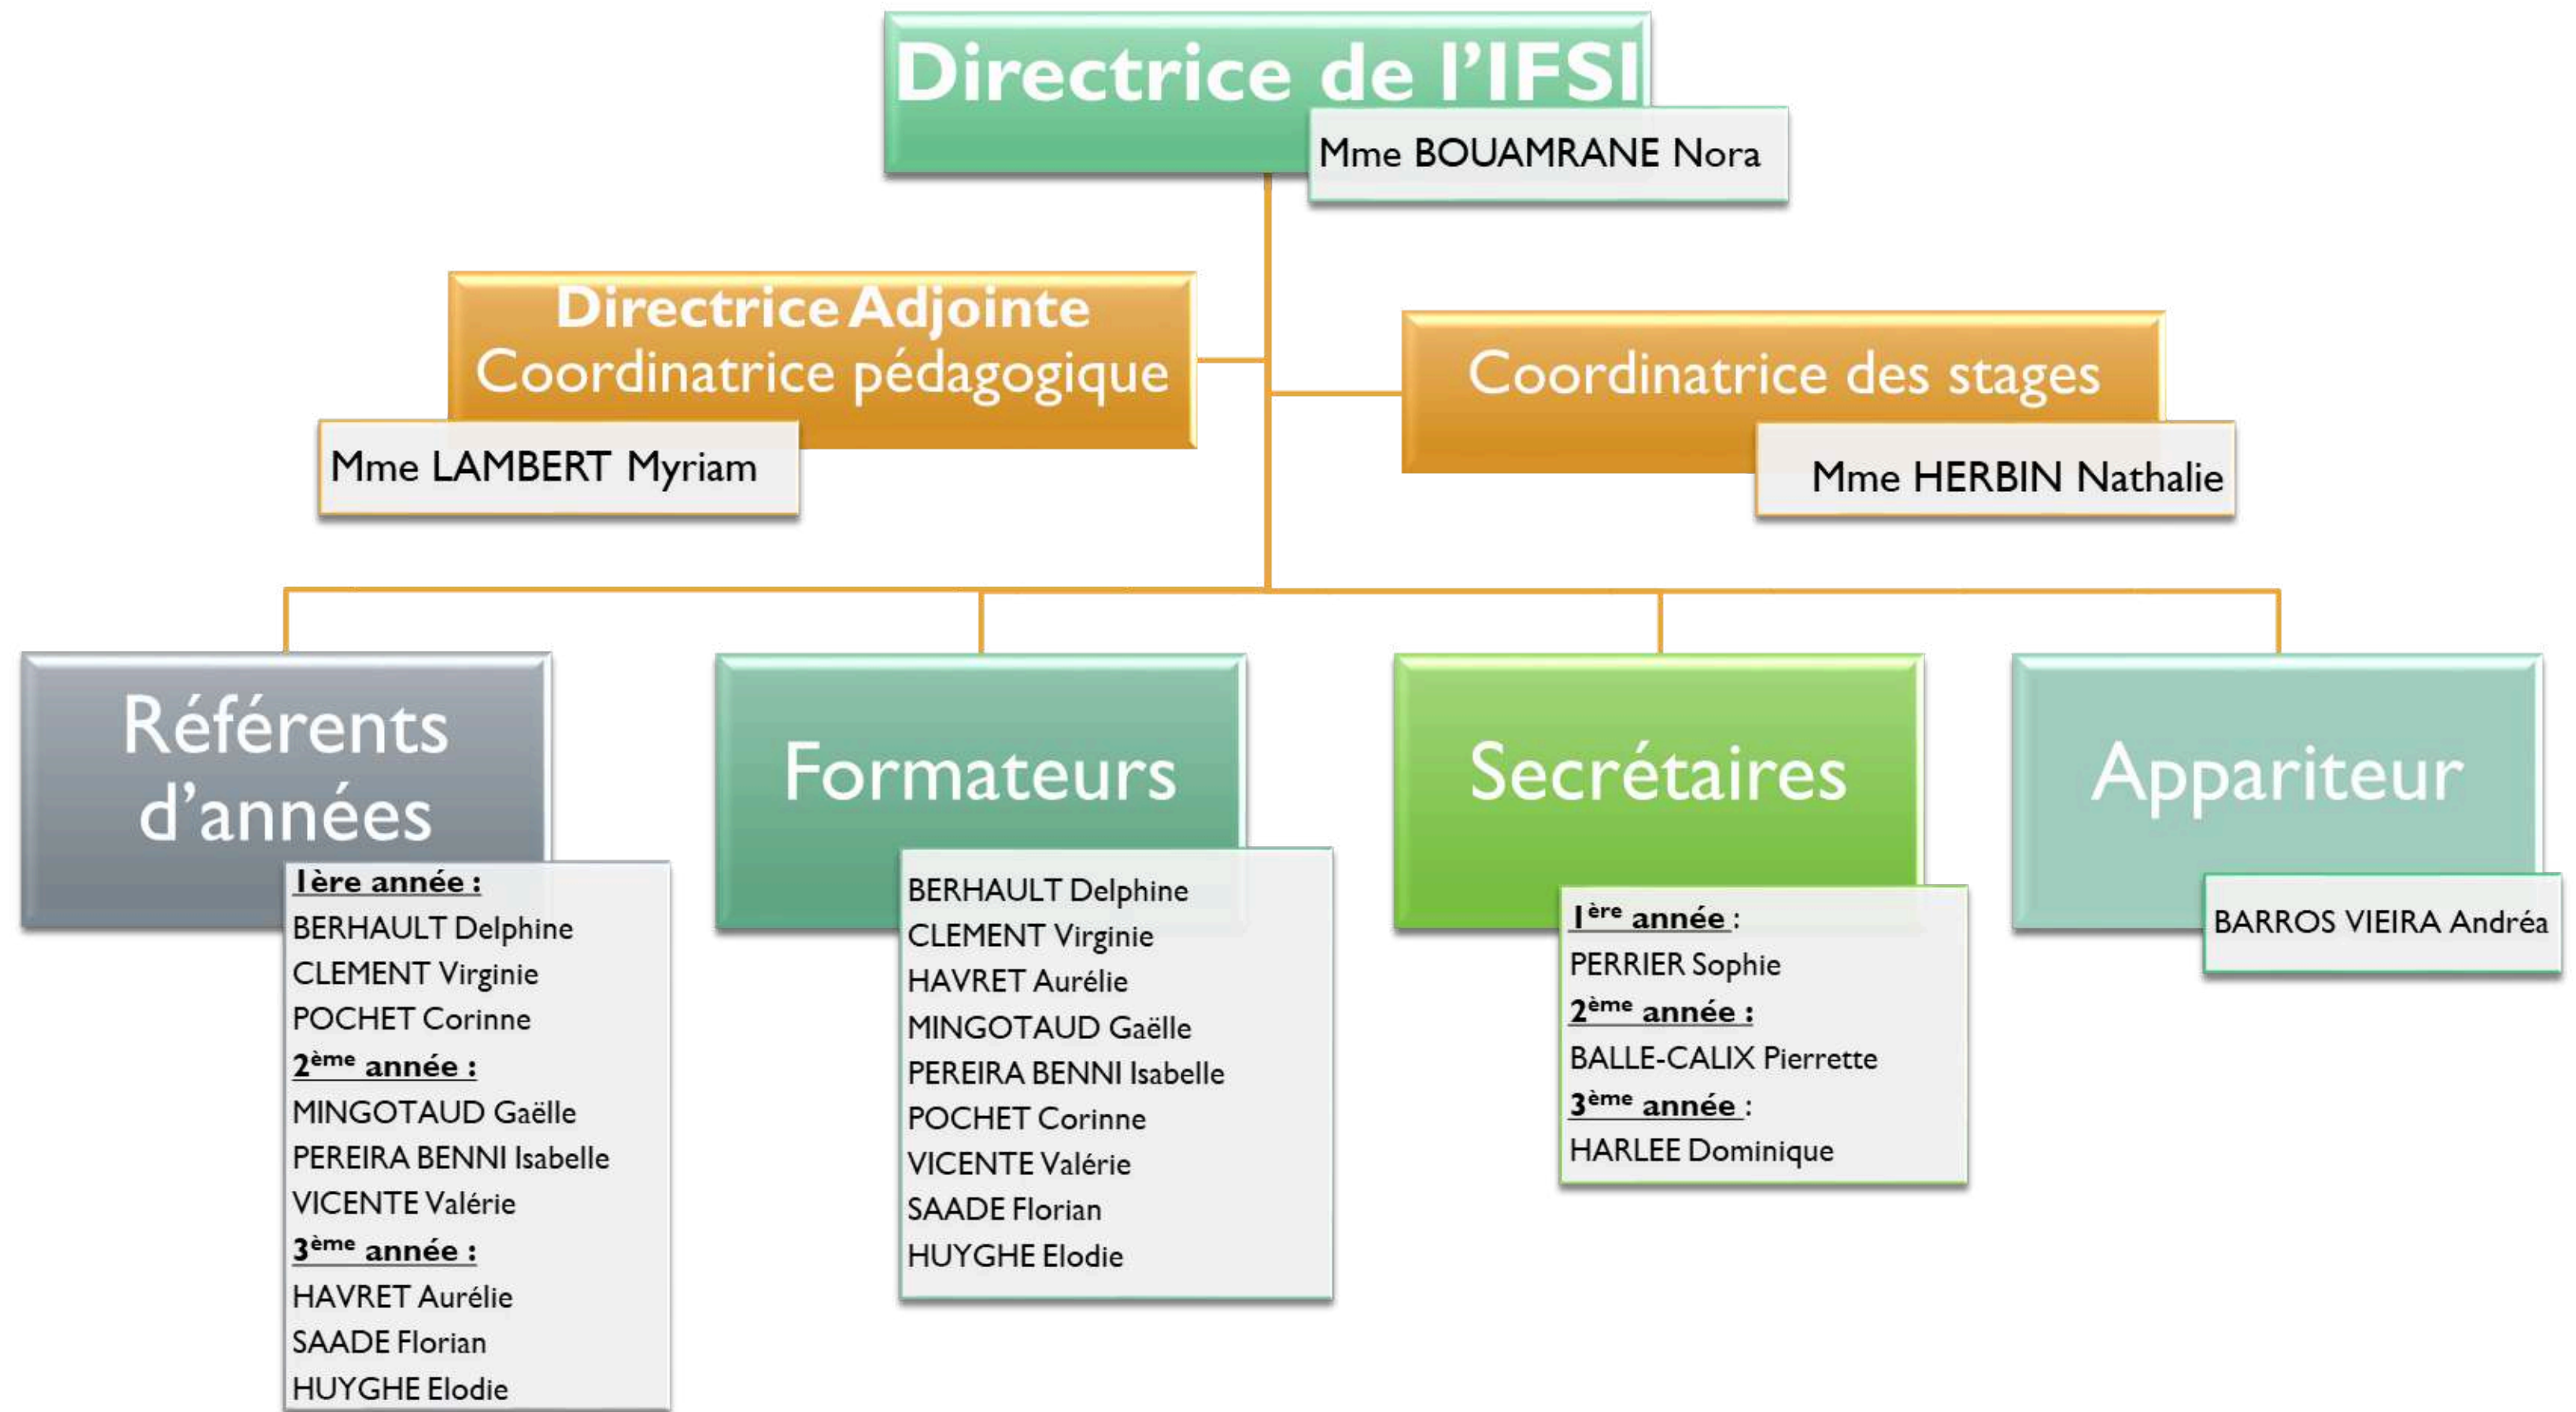 Directrice de l'IFSI
Mme BOUAMRANE Nora
Directrice Adjointe
Coordinatrice pédagogique
Mme LAMBERT Myriam
Coordinatrice des stages
Mme HERBIN Nathalie
Référents
d'années
1ère année :
BERHAULT Delphine
CLEMENT Virginie
POCHET Corinne
2ème année :
MINGOTAUD Gaëlle
PEREIRA BENNI Isabelle
VICENTE Valérie
3ème année :
HAVRET Aurélie
SAADE Florian
HUYGHE Elodie
Formateurs
BERHAULT Delphine
CLEMENT Virginie
HAVRET Aurélie
MINGOTAUD Gaëlle
PEREIRA BENNI Isabelle
POCHET Corinne
VICENTE Valérie
SAADE Florian
HUYGHE Elodie
Secrétaires
1ère année :
PERRIER Sophie
2ème année :
BALLE-CALIX Pierrette
3ème année :
HARLEE Dominique
Appariteur
BARROS VIEIRA Andréa